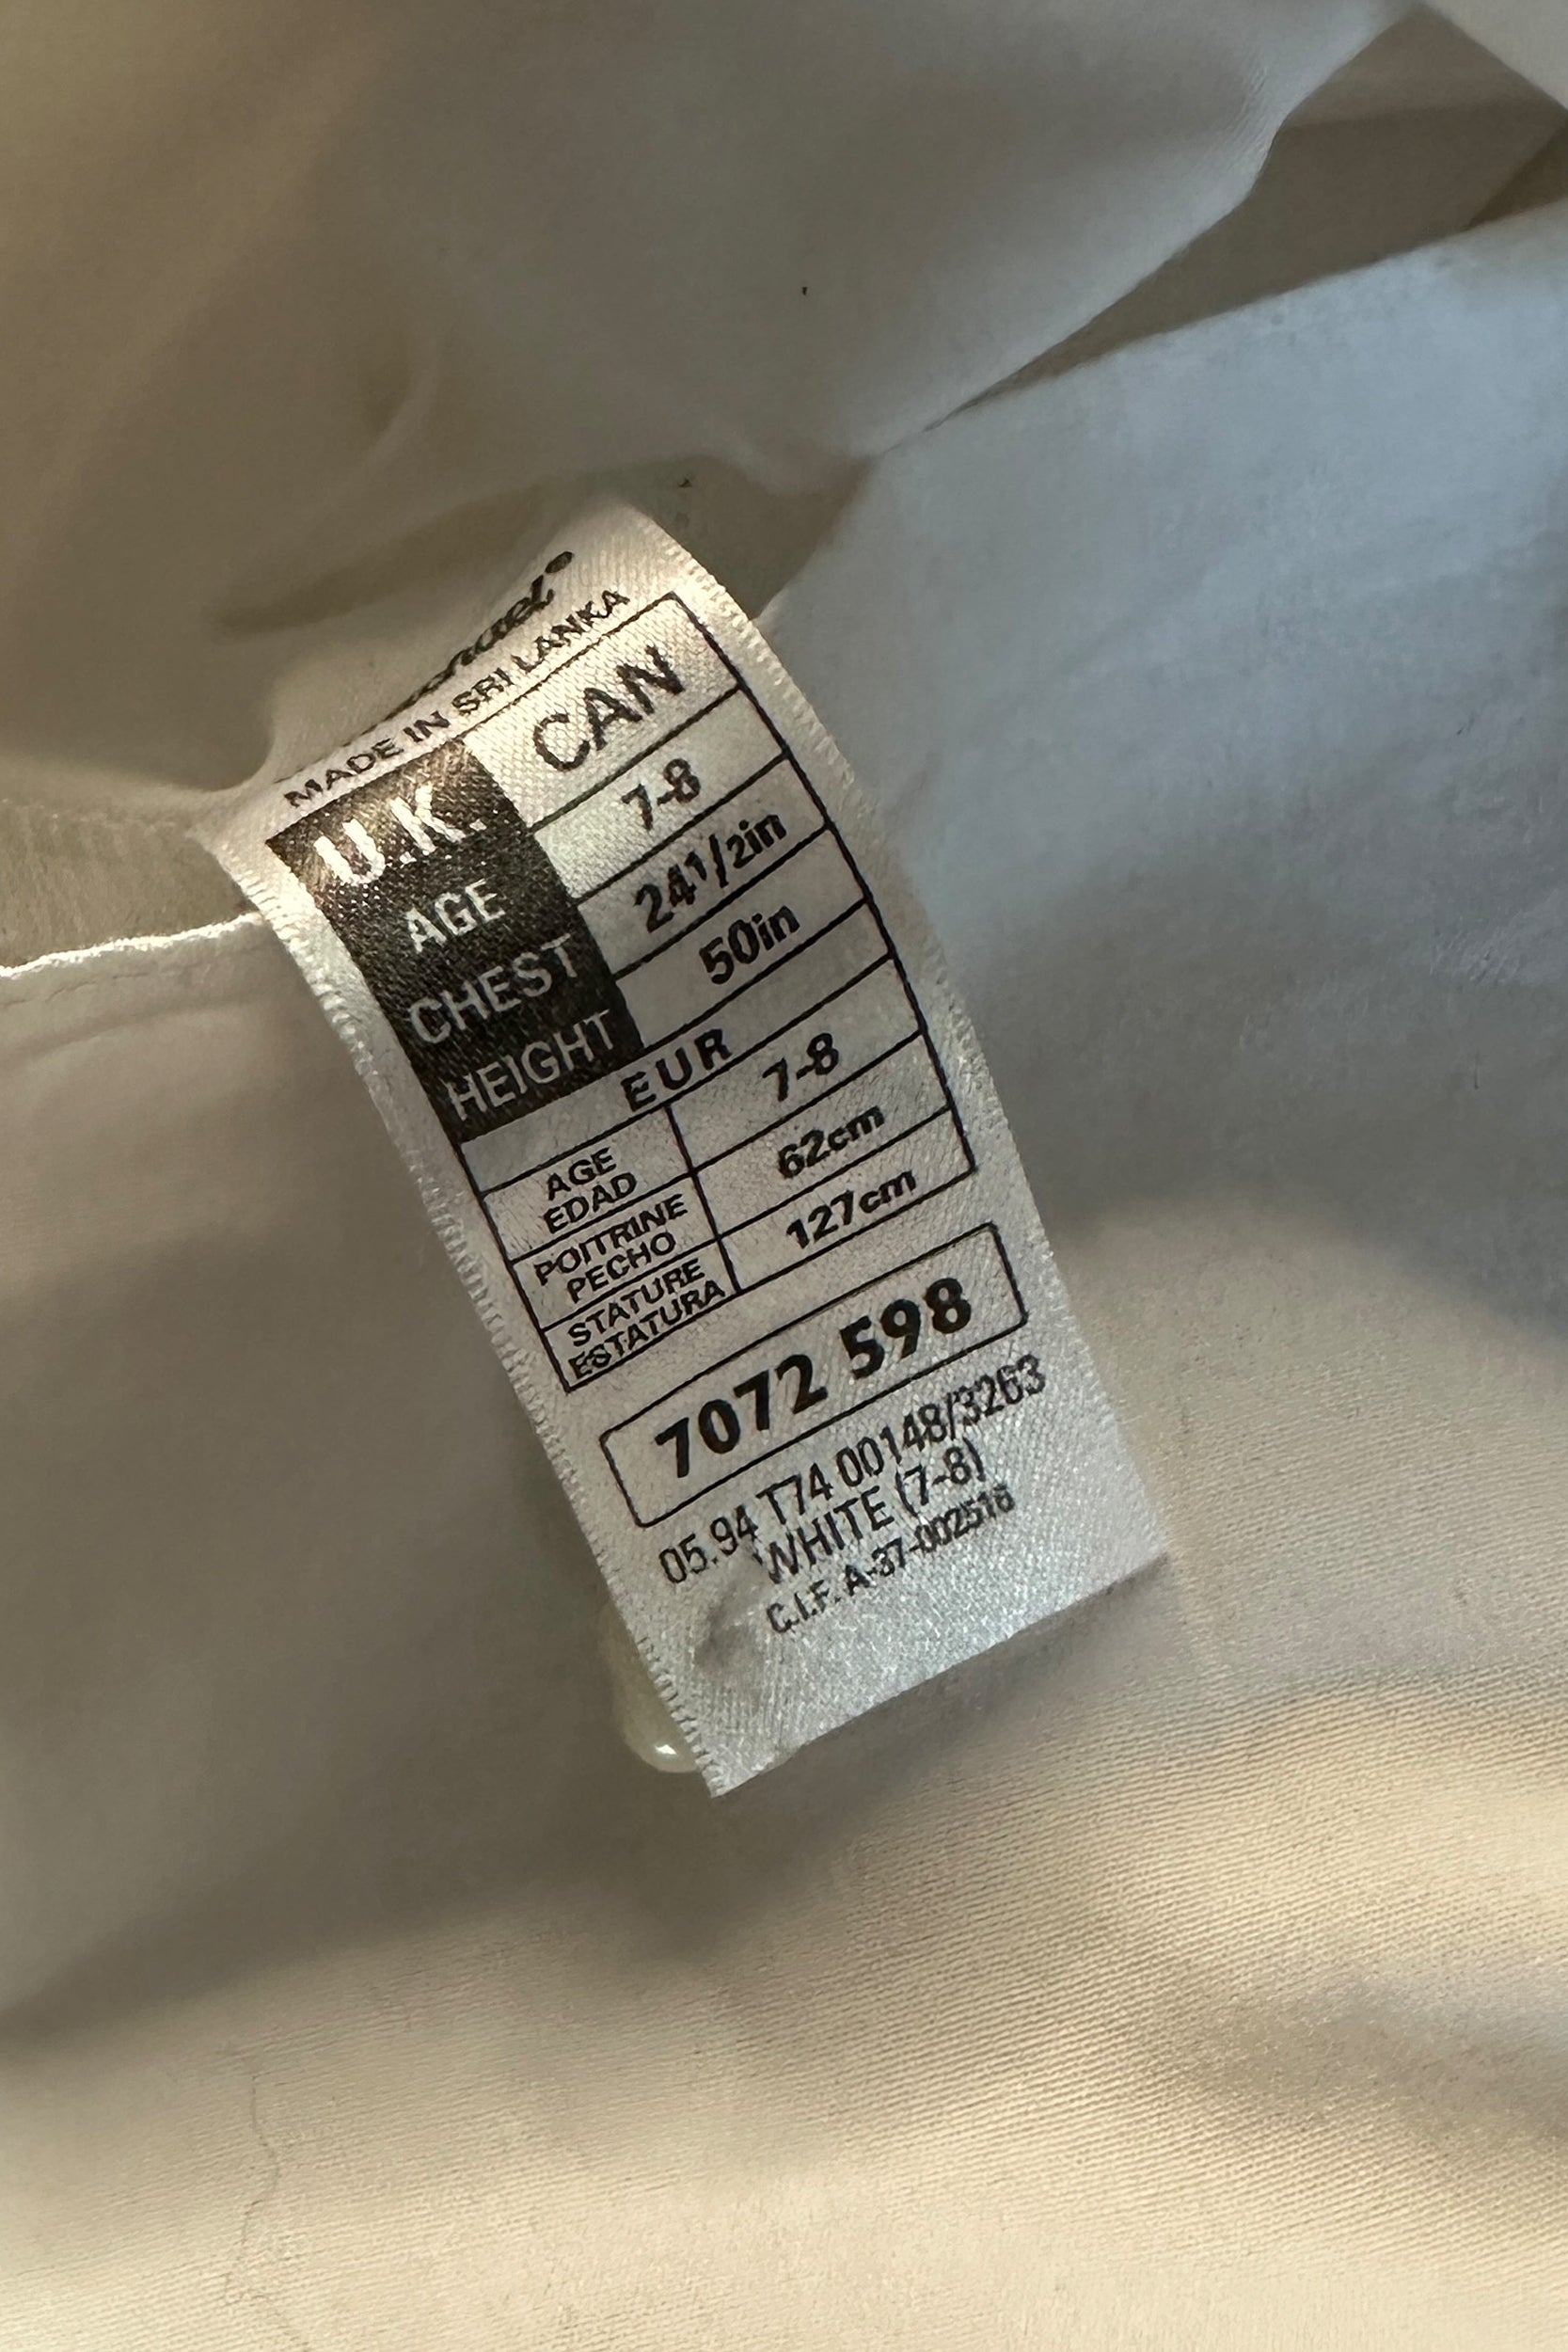 MADE IN SRI LANKA
U.K. CAN
AGE 7-8
CHEST 24 1/2in
HEIGHT 50in
EUR
AGE
EDAD 7-8
POITRINE
PECHO 62cm
STATURE
ESTATURA 127cm
7072 598
05.94 T74 00148/3263
WHITE (7-8)
C.I.F. A-37-002516